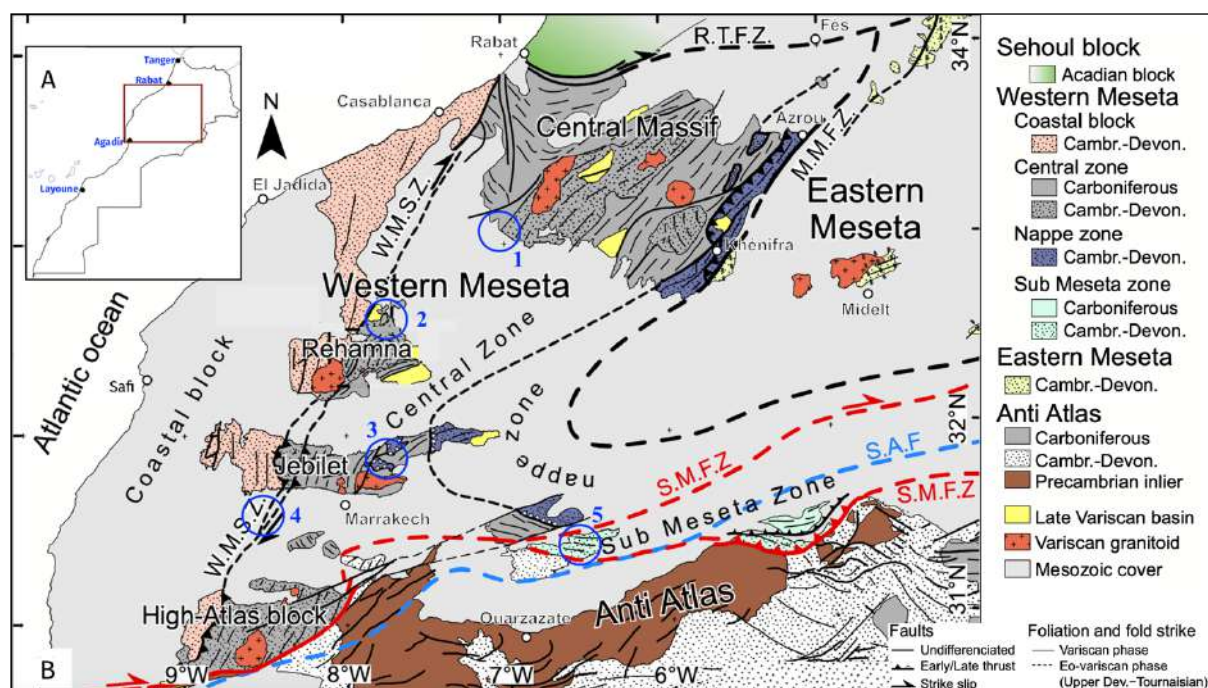 A
Tanger
Rabat
Agadir
Layoune
N
Rabat
R.T.F.Z.
Fes
34°N
Casablanca
Central Massif
Azrou
M.M.F.Z.
El Jadida
W.M.S.Z.
Eastern
Meseta
1
Khenifra
Western Meseta
Midelt
2
Rehamna
Central Zone
Safi
Atlantic ocean
Coastal block
32°N
3
nappe zone
Jebilet
S.M.F.Z
S.A.F
4
Marrakech
5
Sub Meseta Zone
S.M.F.Z
W.M.S.Z.
31°N
High-Atlas block
Ouarzazate
Anti Atlas
B
9°W
8°W
7°W
6°W
Sehoul block
Acadian block
Western Meseta
Coastal block
Cambr.-Devon.
Central zone
Carboniferous
Cambr.-Devon.
Nappe zone
Cambr.-Devon.
Sub Meseta zone
Carboniferous
Cambr.-Devon.
Eastern Meseta
Cambr.-Devon.
Anti Atlas
Carboniferous
Cambr.-Devon.
Precambrian inlier
Late Variscan basin
Variscan granitoid
Mesozoic cover
Faults
Undifferenciated
Early/Late thrust
Strike slip
Foliation and fold strike
Variscan phase
Eo-variscan phase
(Upper Dev.–Tournaisian)